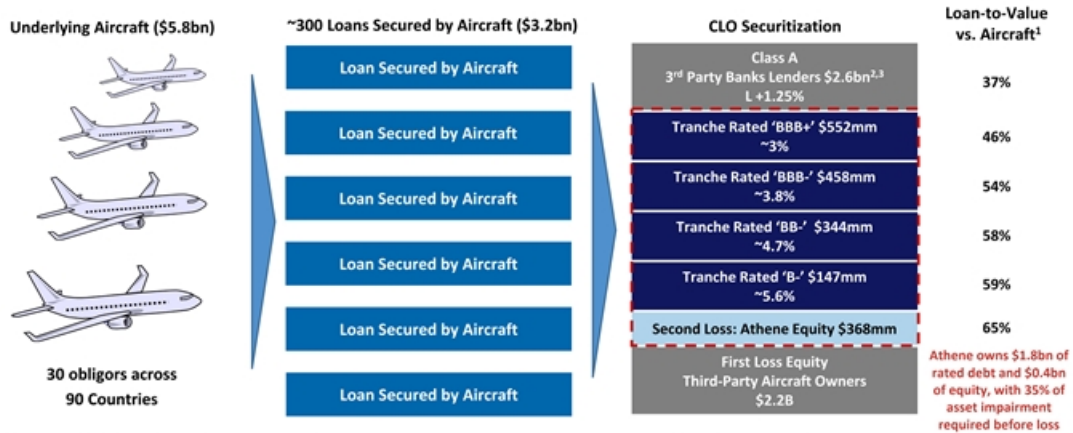 Underlying Aircraft ($5.8bn)
30 obligors across
90 Countries
~300 Loans Secured by Aircraft ($3.2bn)
Loan Secured by Aircraft
Loan Secured by Aircraft
Loan Secured by Aircraft
Loan Secured by Aircraft
Loan Secured by Aircraft
Loan Secured by Aircraft
CLO Securitization
Class A
3rd Party Banks Lenders $2.6bn2,3
L +1.25%
Tranche Rated ‘BBB+’ $552mm
~3%
Tranche Rated ‘BBB-’ $458mm
~3.8%
Tranche Rated ‘BB-’ $344mm
~4.7%
Tranche Rated ‘B-’ $147mm
~5.6%
Second Loss: Athene Equity $368mm
First Loss Equity
Third-Party Aircraft Owners
$2.2B
Loan-to-Value
vs. Aircraft1
37%
46%
54%
58%
59%
65%
Athene owns $1.8bn of
rated debt and $0.4bn
of equity, with 35% of
asset impairment
required before loss